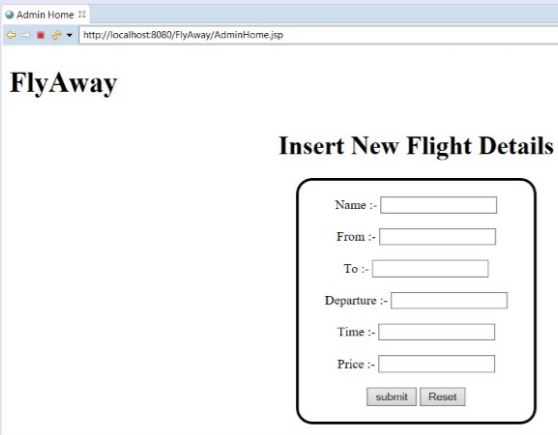 Admin Home
http://localhost:8080/FlyAway/AdminHome.jsp
FlyAway
Insert New Flight Details
Name :-
From :-
To :-
Departure :-
Time :-
Price :-
submit Reset